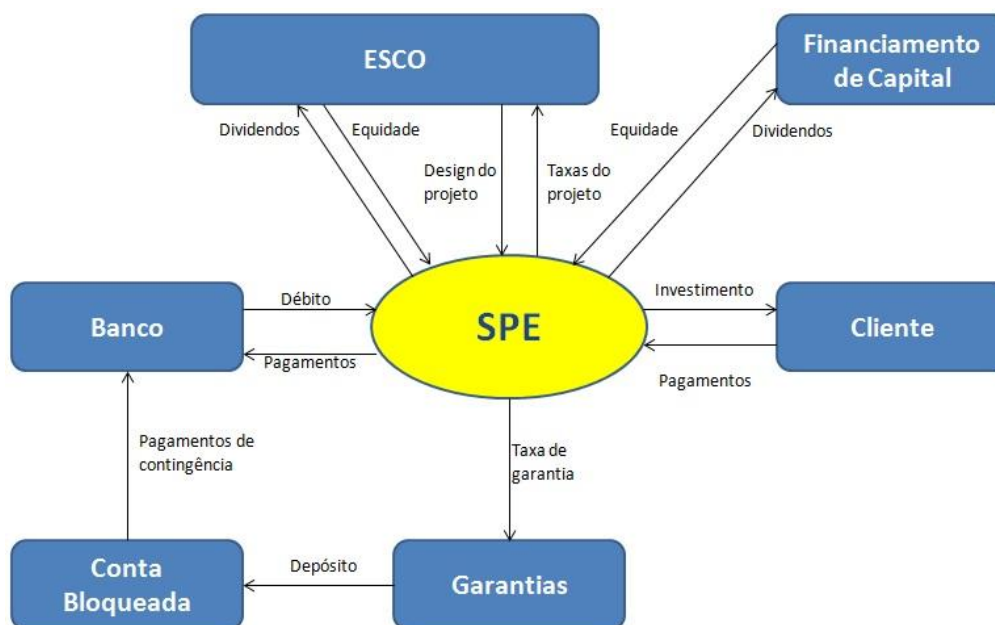 ESCO
Financiamento
de Capital
Dividendos
Equidade
Design do
projeto
Taxas do
projeto
Equidade
Dividendos
Banco
Débito
Pagamentos
SPE
Investimento
Pagamentos
Cliente
Pagamentos de
contingência
Taxa de
garantia
Conta
Bloqueada
Depósito
Garantias